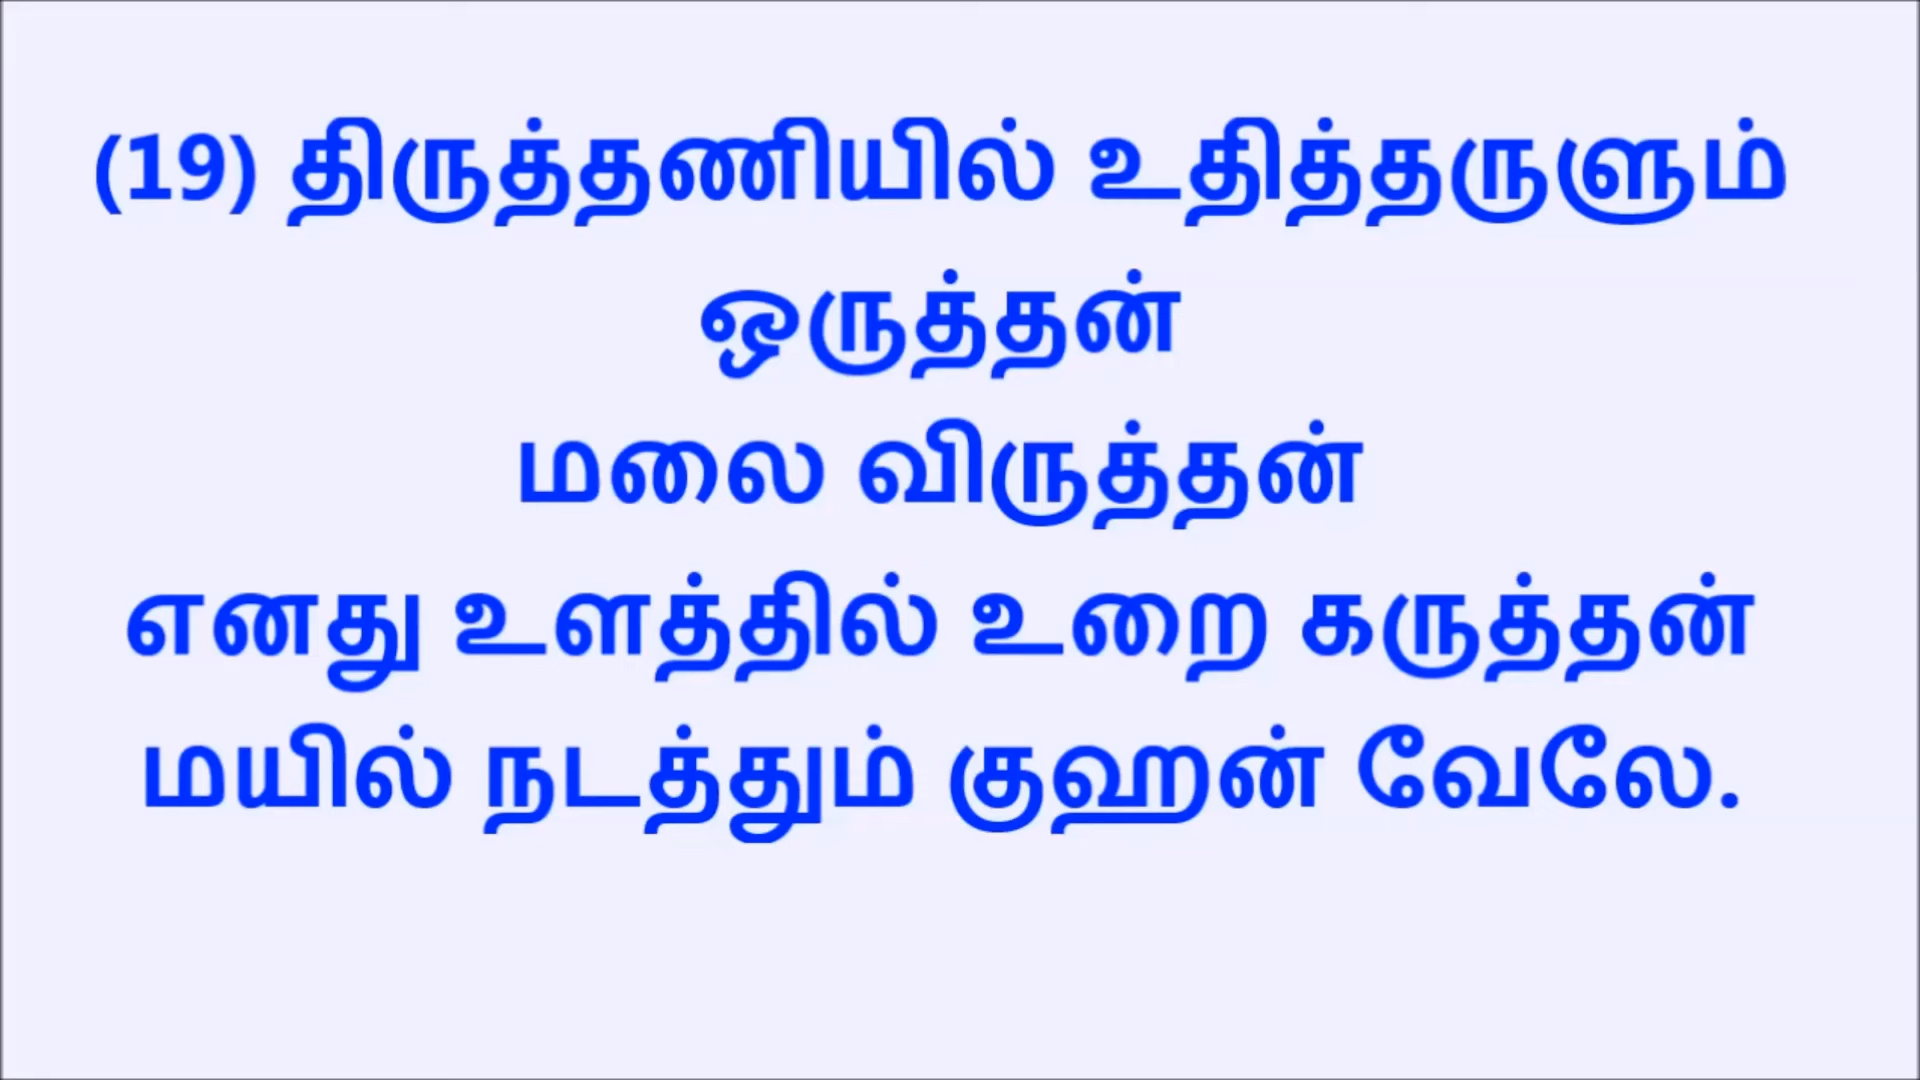 (19) திருத்தணியில் உதித்தருளும்
ஒருத்தன்
மலை விருத்தன்
எனது உளத்தில் உறை கருத்தன்
மயில் நடத்தும் குஹன் வேலே.